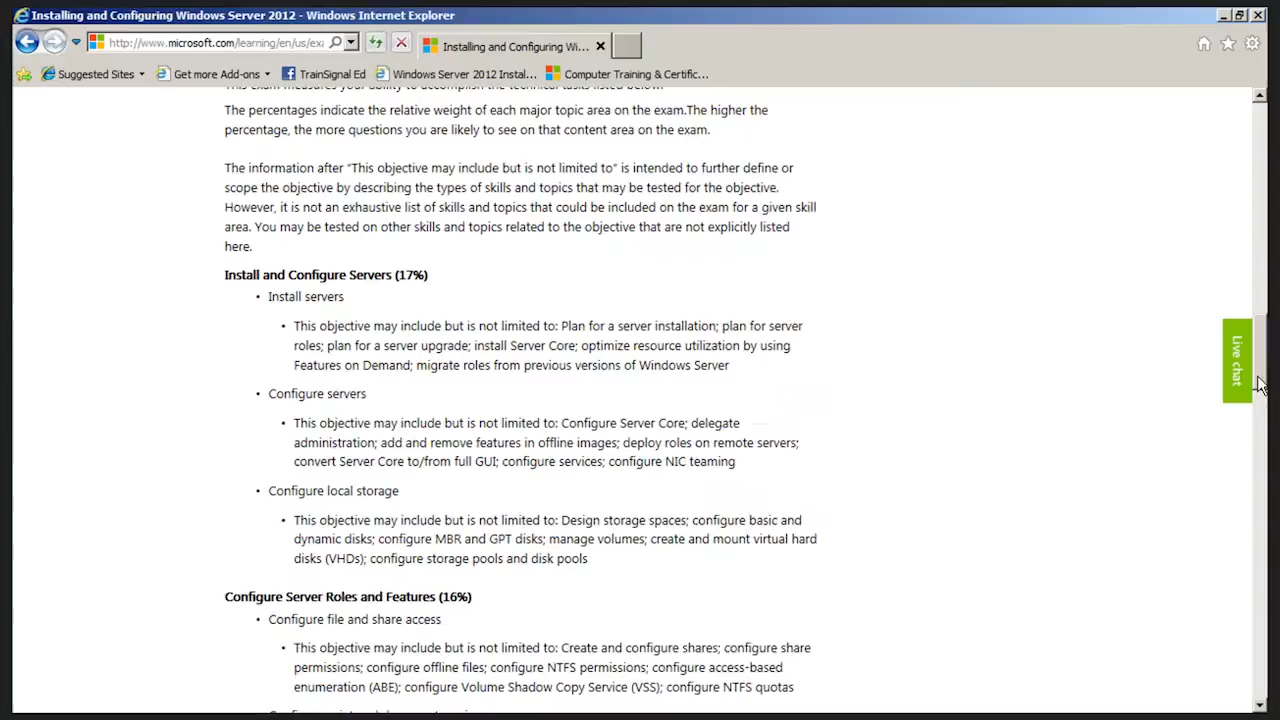 Installing and Configuring Windows Server 2012 - Windows Internet Explorer
http://www.microsoft.com/learning/en/us/exa
Installing and Configuring Wi...
Suggested Sites
Get more Add-ons
TrainSignal Ed
Windows Server 2012 Instal...
Computer Training & Certific...
This exam measures your ability to accomplish the technical tasks listed below.
The percentages indicate the relative weight of each major topic area on the exam.The higher the
percentage, the more questions you are likely to see on that content area on the exam.
The information after "This objective may include but is not limited to" is intended to further define or
scope the objective by describing the types of skills and topics that may be tested for the objective.
However, it is not an exhaustive list of skills and topics that could be included on the exam for a given skill
area. You may be tested on other skills and topics related to the objective that are not explicitly listed
here.
Install and Configure Servers (17%)
• Install servers
• This objective may include but is not limited to: Plan for a server installation; plan for server
roles; plan for a server upgrade; install Server Core; optimize resource utilization by using
Features on Demand; migrate roles from previous versions of Windows Server
• Configure servers
• This objective may include but is not limited to: Configure Server Core; delegate
administration; add and remove features in offline images; deploy roles on remote servers;
convert Server Core to/from full GUI; configure services; configure NIC teaming
• Configure local storage
• This objective may include but is not limited to: Design storage spaces; configure basic and
dynamic disks; configure MBR and GPT disks; manage volumes; create and mount virtual hard
disks (VHDs); configure storage pools and disk pools
Configure Server Roles and Features (16%)
• Configure file and share access
• This objective may include but is not limited to: Create and configure shares; configure share
permissions; configure offline files; configure NTFS permissions; configure access-based
enumeration (ABE); configure Volume Shadow Copy Service (VSS); configure NTFS quotas
Live chat